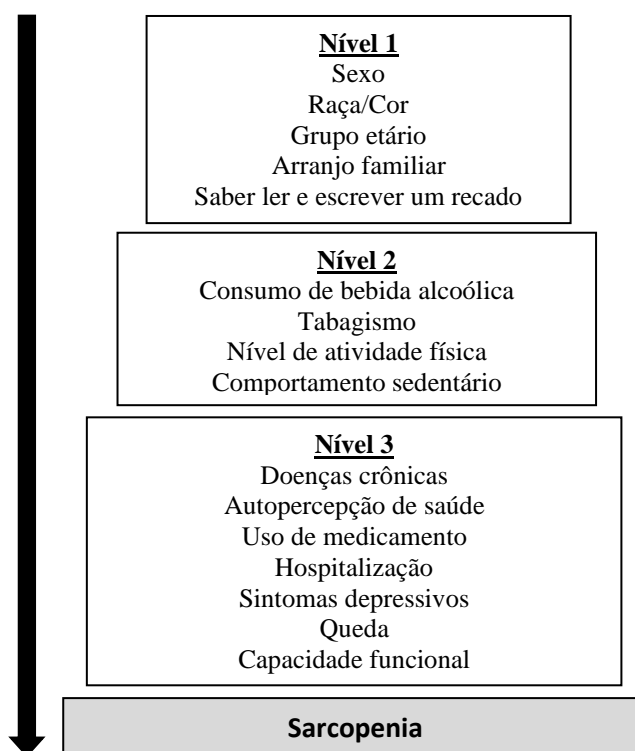 Nível 1
Sexo
Raça/Cor
Grupo etário
Arranjo familiar
Saber ler e escrever um recado
Nível 2
Consumo de bebida alcoólica
Tabagismo
Nível de atividade física
Comportamento sedentário
Nível 3
Doenças crônicas
Autopercepção de saúde
Uso de medicamento
Hospitalização
Sintomas depressivos
Queda
Capacidade funcional
Sarcopenia